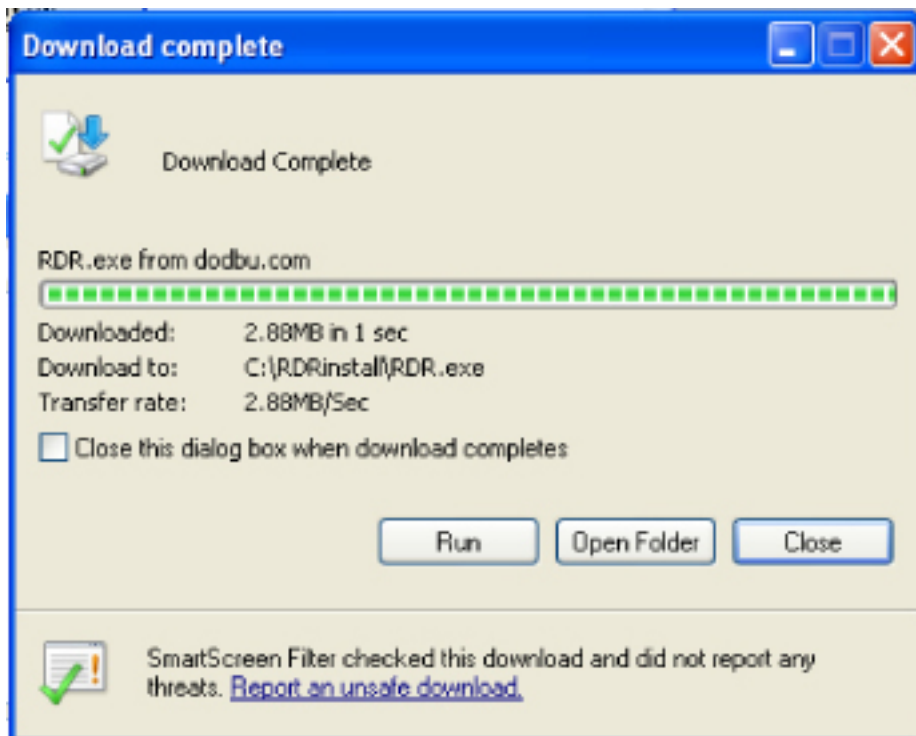 Download complete
Download Complete
RDR.exe from dodbu.com
Downloaded: 2.88MB in 1 sec
Download to: C:\RDRinstall\RDR.exe
Transfer rate: 2.88MB/Sec
Close this dialog box when download completes
Run Open Folder Close
SmartScreen Filter checked this download and did not report any
threats. Report an unsafe download.